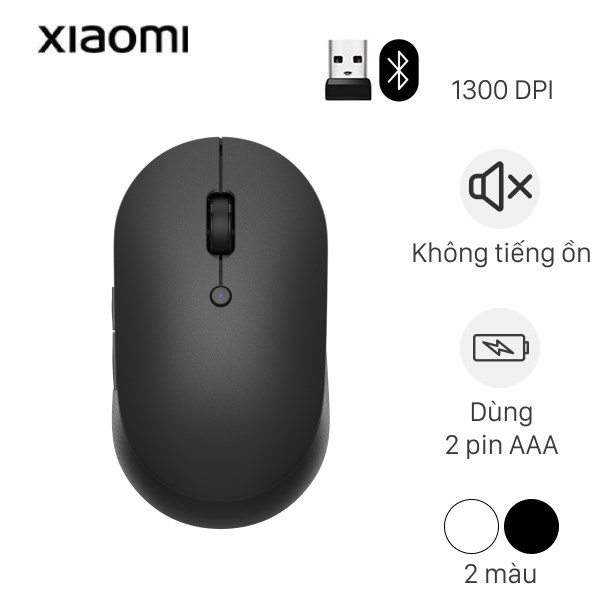 xiaomi
1300 DPI
Không tiếng ồn
Dùng
2 pin AAA
2 màu